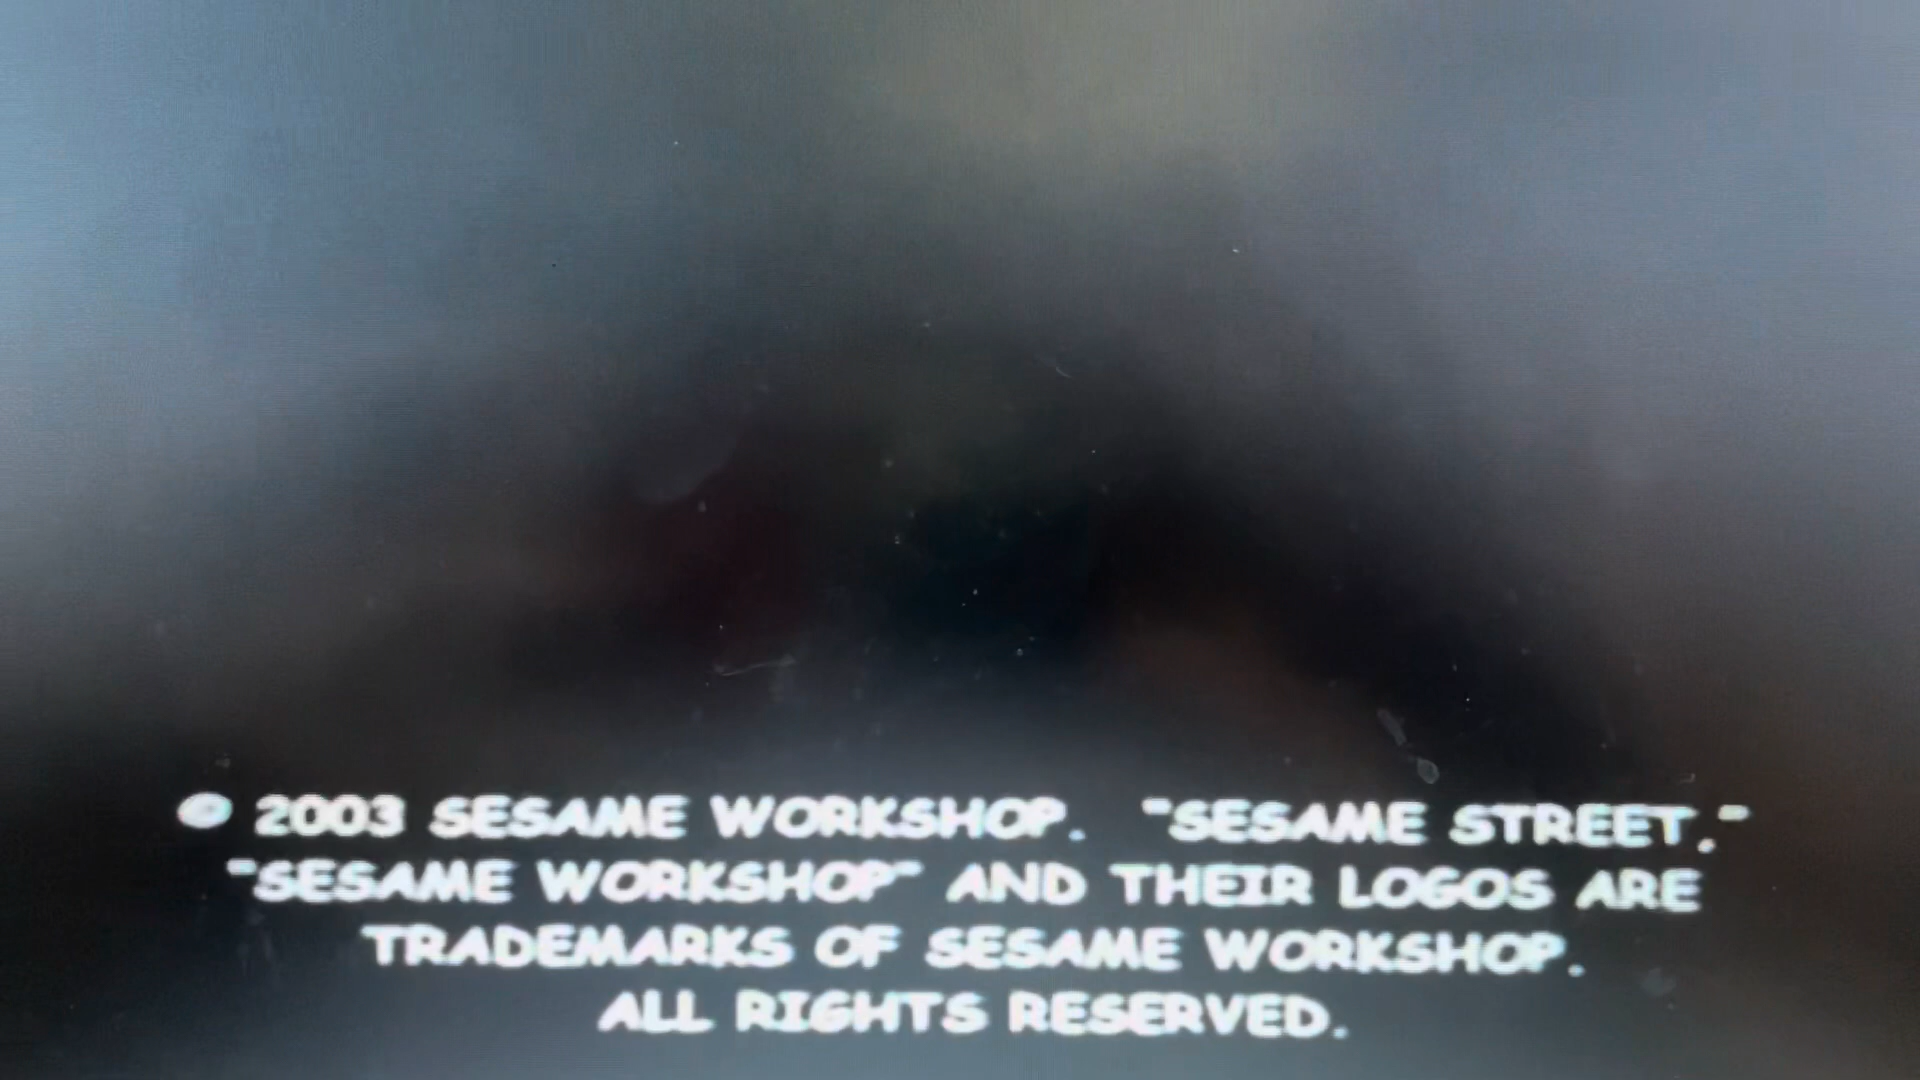 © 2003 SESAME WORKSHOP. "SESAME STREET,"
"SESAME WORKSHOP" AND THEIR LOGOS ARE
TRADEMARKS OF SESAME WORKSHOP.
ALL RIGHTS RESERVED.